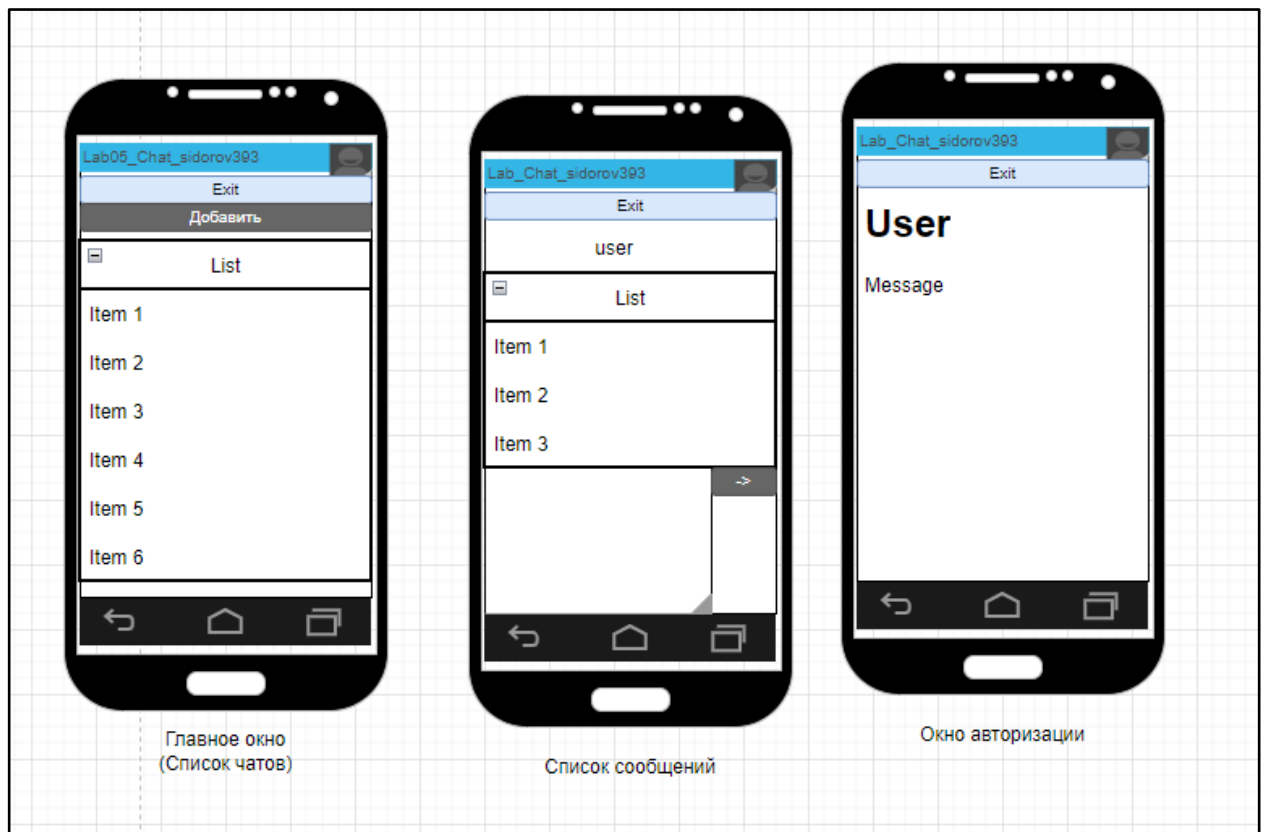 Lab05_Chat_sidorov393
Exit
Добавить
List
Item 1
Item 2
Item 3
Item 4
Item 5
Item 6
Главное окно
(Список чатов)
Lab_Chat_sidorov393
Exit
user
List
Item 1
Item 2
Item 3
->
Список сообщений
Lab_Chat_sidorov393
Exit
User
Message
Окно авторизации